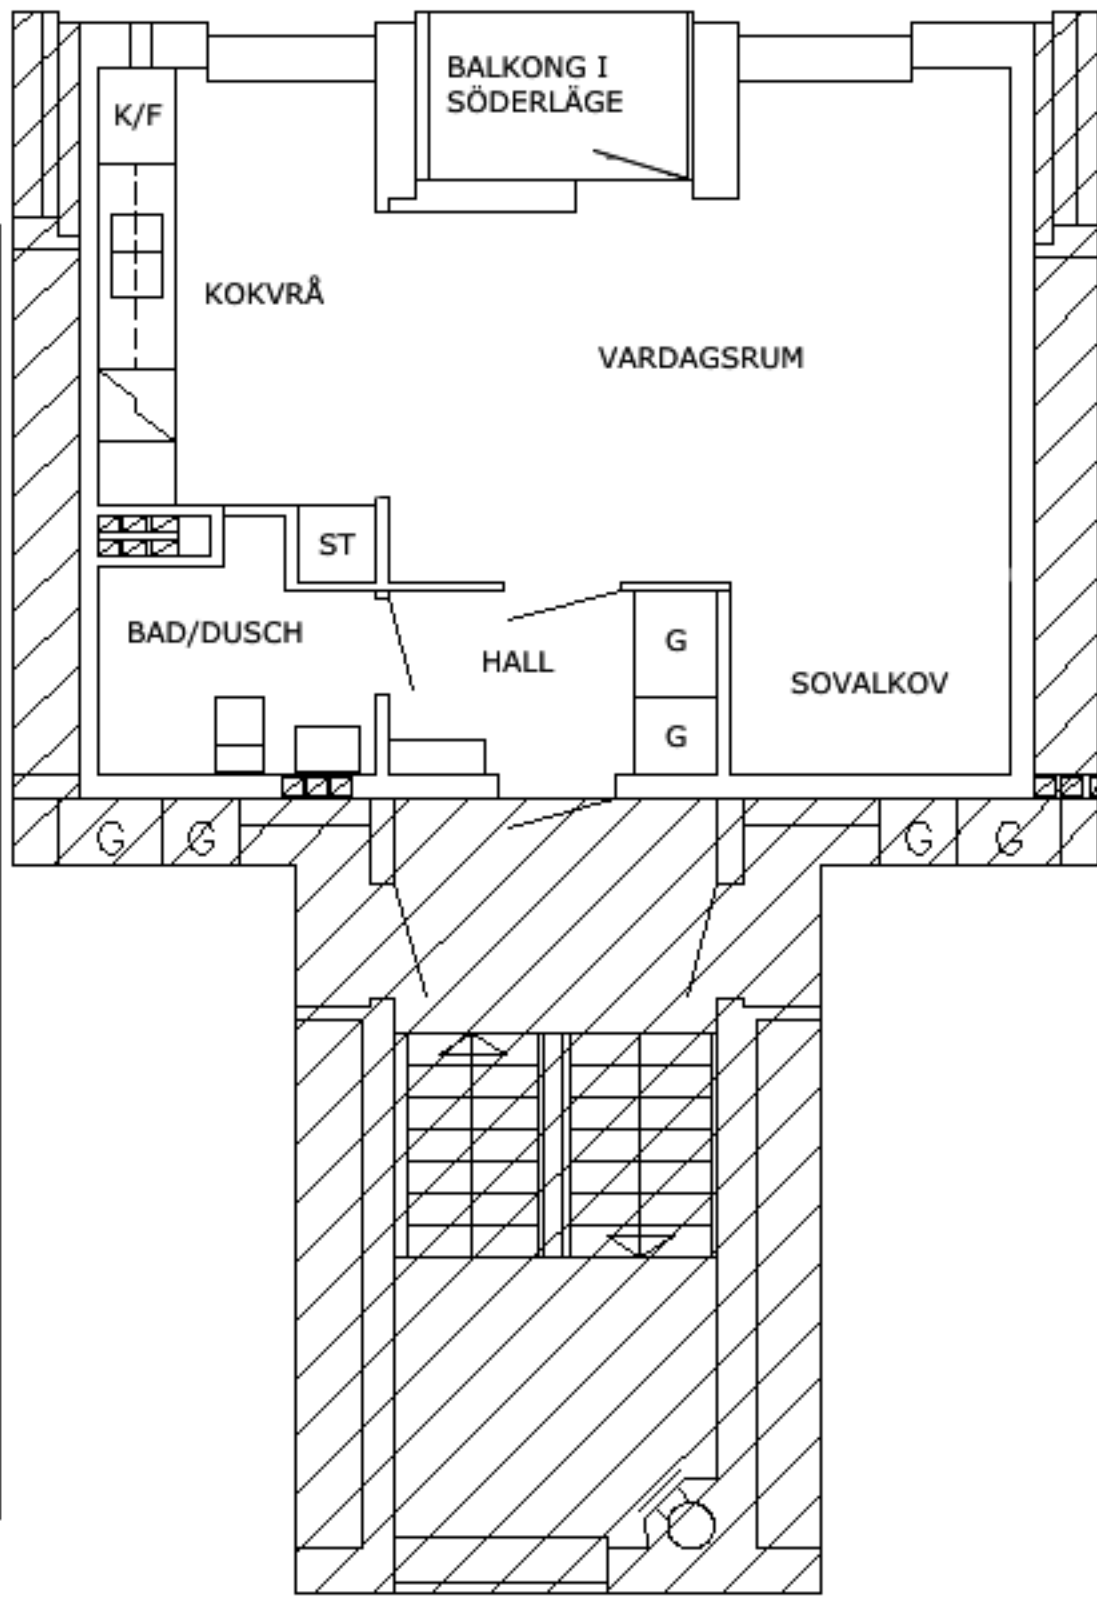 BALKONG I
SÖDERLÄGE
K/F
KOKVRÅ
VARDAGSRUM
ST
BAD/DUSCH
HALL
G
SOVALKOV
G
G
G
G
G